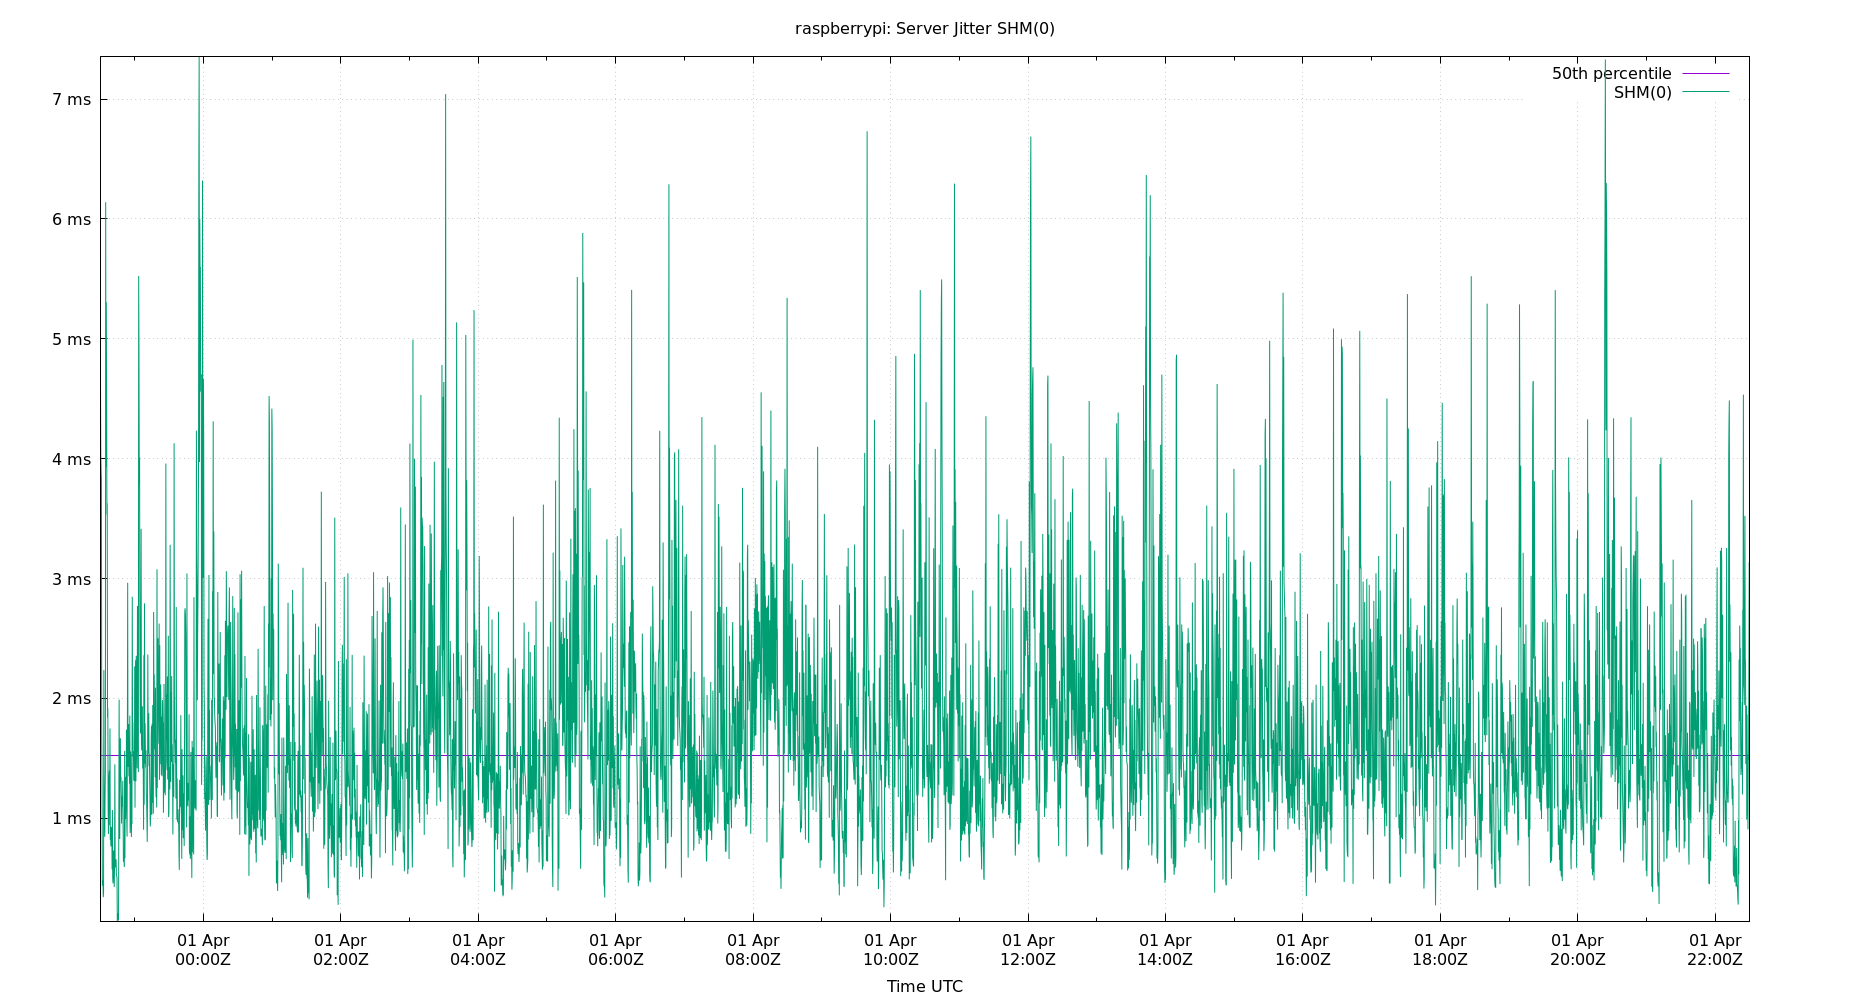 raspberrypi: Server Jitter SHM(0)
50th percentile
SHM(0)
7 ms
6 ms
5 ms
4 ms
3 ms
2 ms
1 ms
01 Apr 01 Apr 01 Apr 01 Apr 01 Apr 01 Apr 01 Apr 01 Apr 01 Apr 01 Apr 01 Apr 01 Apr
00:00Z 02:00Z 04:00Z 06:00Z 08:00Z 10:00Z 12:00Z 14:00Z 16:00Z 18:00Z 20:00Z 22:00Z
Time UTC